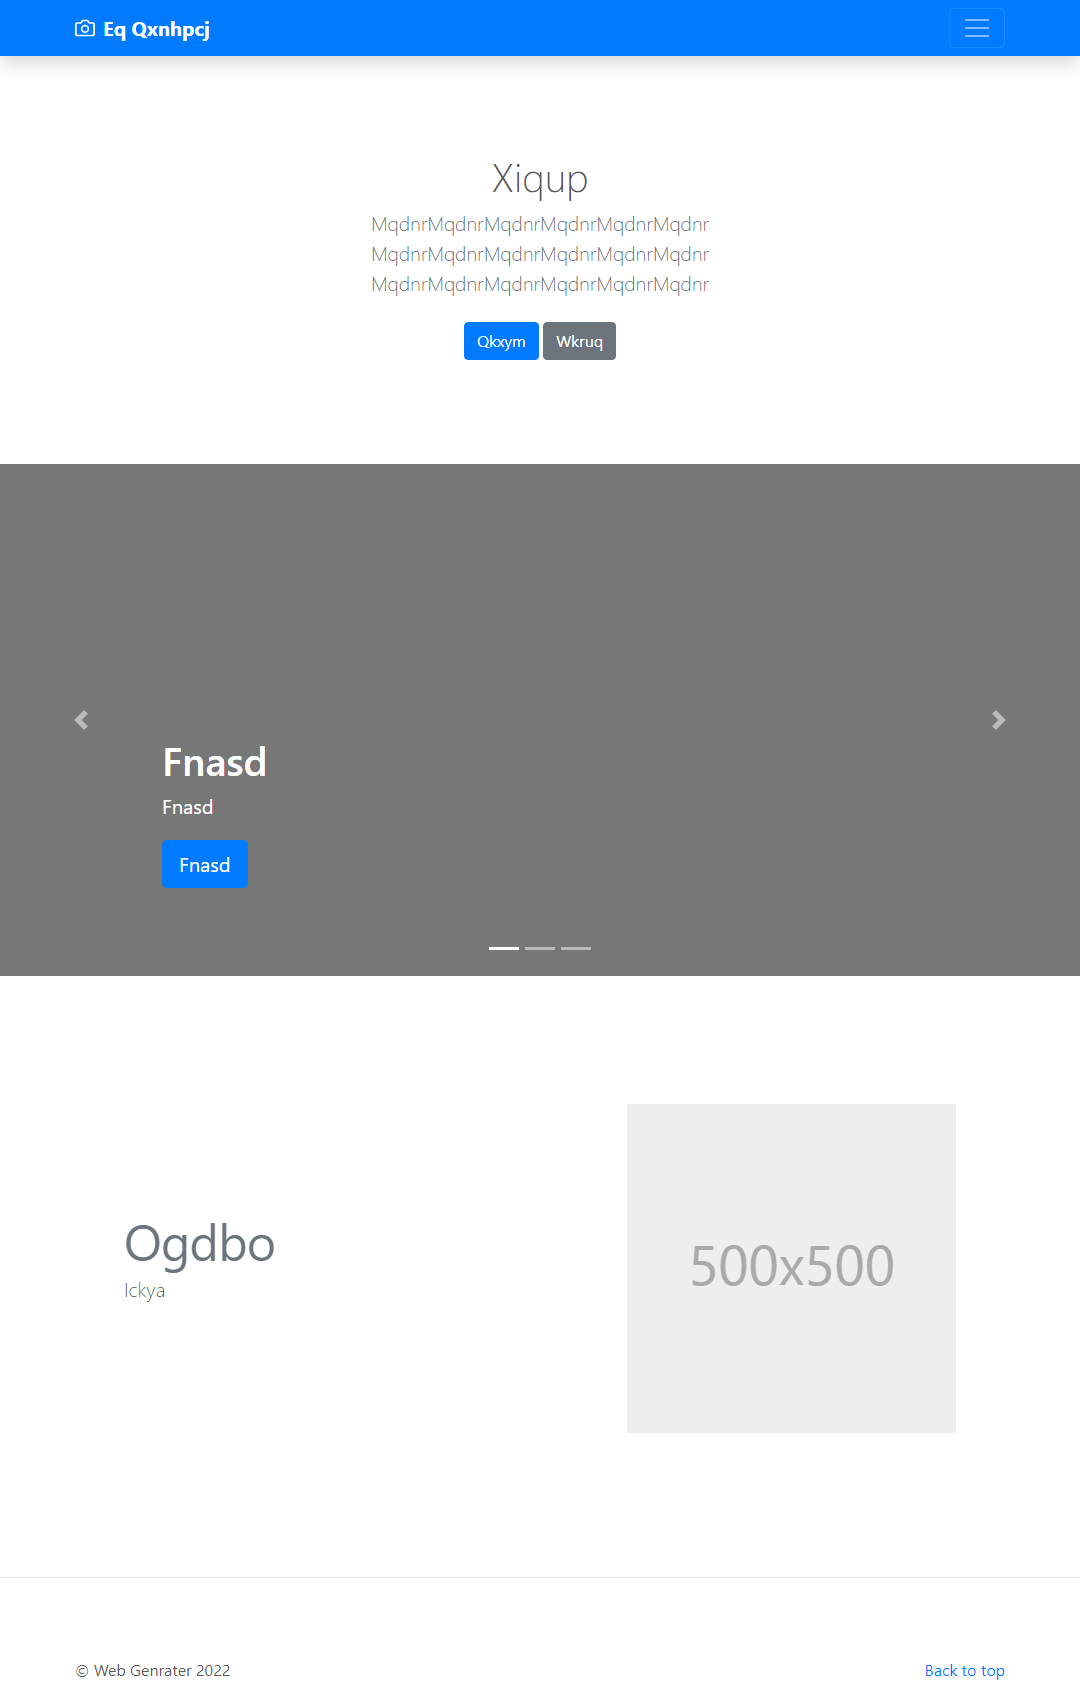 Eq Qxnhpcj
Xiqup
MqdnrMqdnrMqdnrMqdnrMqdnrMqdnr
MqdnrMqdnrMqdnrMqdnrMqdnrMqdnr
MqdnrMqdnrMqdnrMqdnrMqdnrMqdnr
Qkxym Wkruq
Fnasd
Fnasd
Fnasd
Ogdbo
Ickya
500x500
© Web Genrater 2022
Back to top